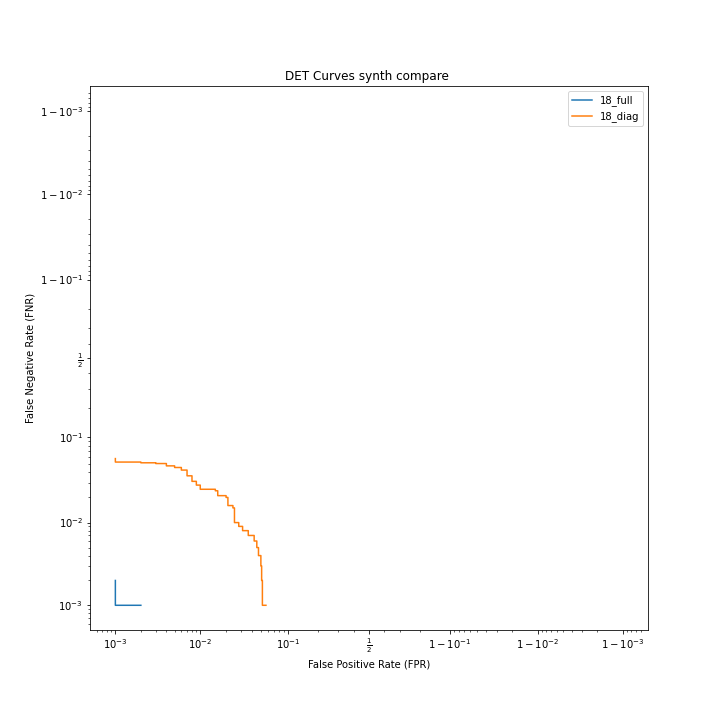 DET Curves synth compare
18_full
18_diag
1 − 10⁻³
1 − 10⁻²
1 − 10⁻¹
½
10⁻¹
10⁻²
10⁻³
False Negative Rate (FNR)
10⁻³ 10⁻² 10⁻¹ ½ 1 − 10⁻¹ 1 − 10⁻² 1 − 10⁻³
False Positive Rate (FPR)